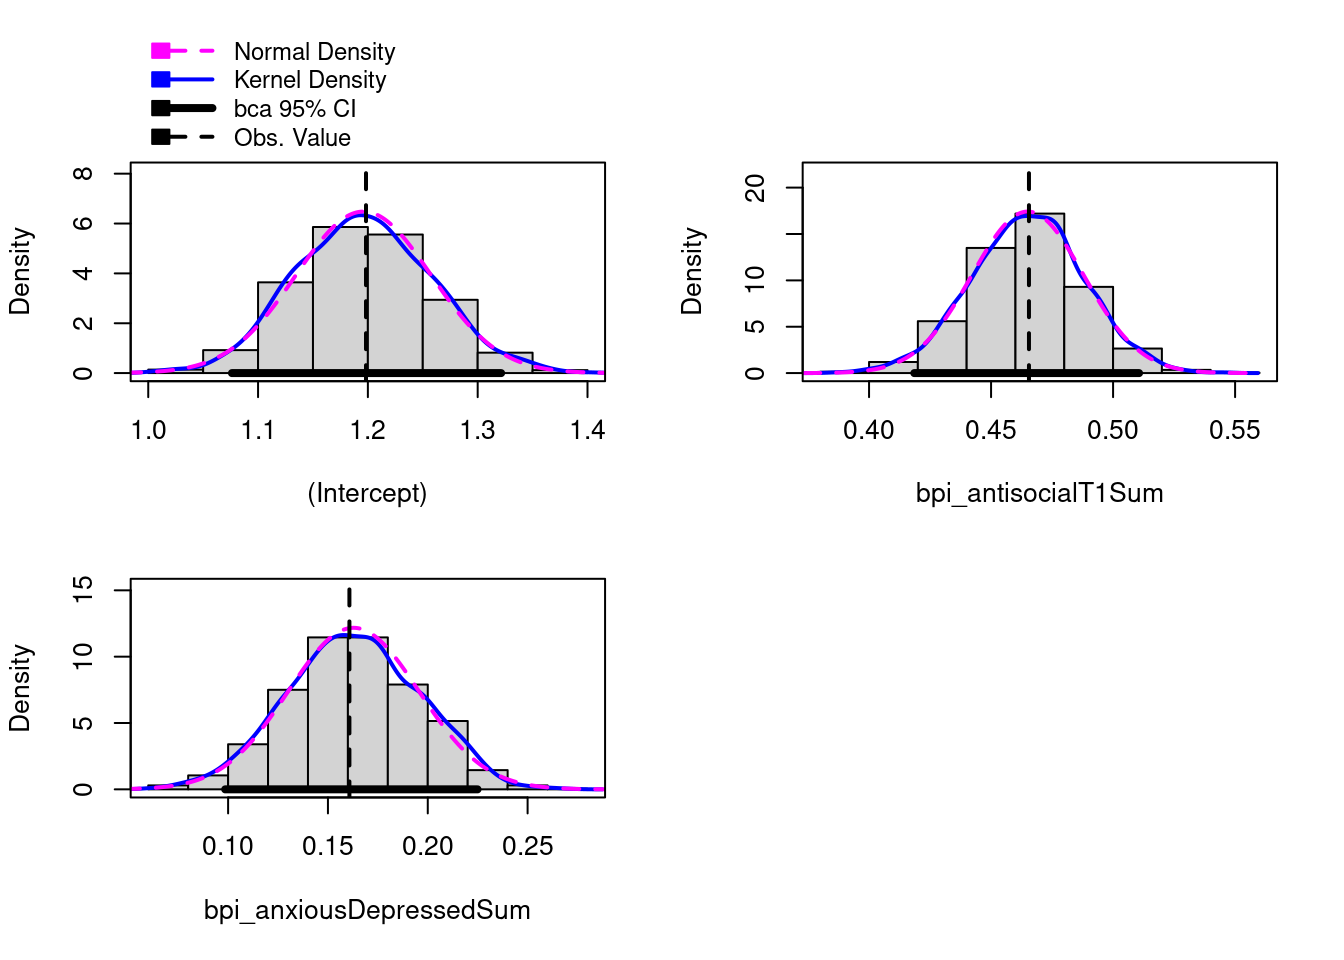 Normal Density
Kernel Density
bca 95% CI
Obs. Value
Density
0 2 4 6 8
1.0 1.1 1.2 1.3 1.4
(Intercept)
Density
0 5 10 20
0.40 0.45 0.50 0.55
bpi_antisocialT1Sum
Density
0 5 10 15
0.10 0.15 0.20 0.25
bpi_anxiousDepressedSum